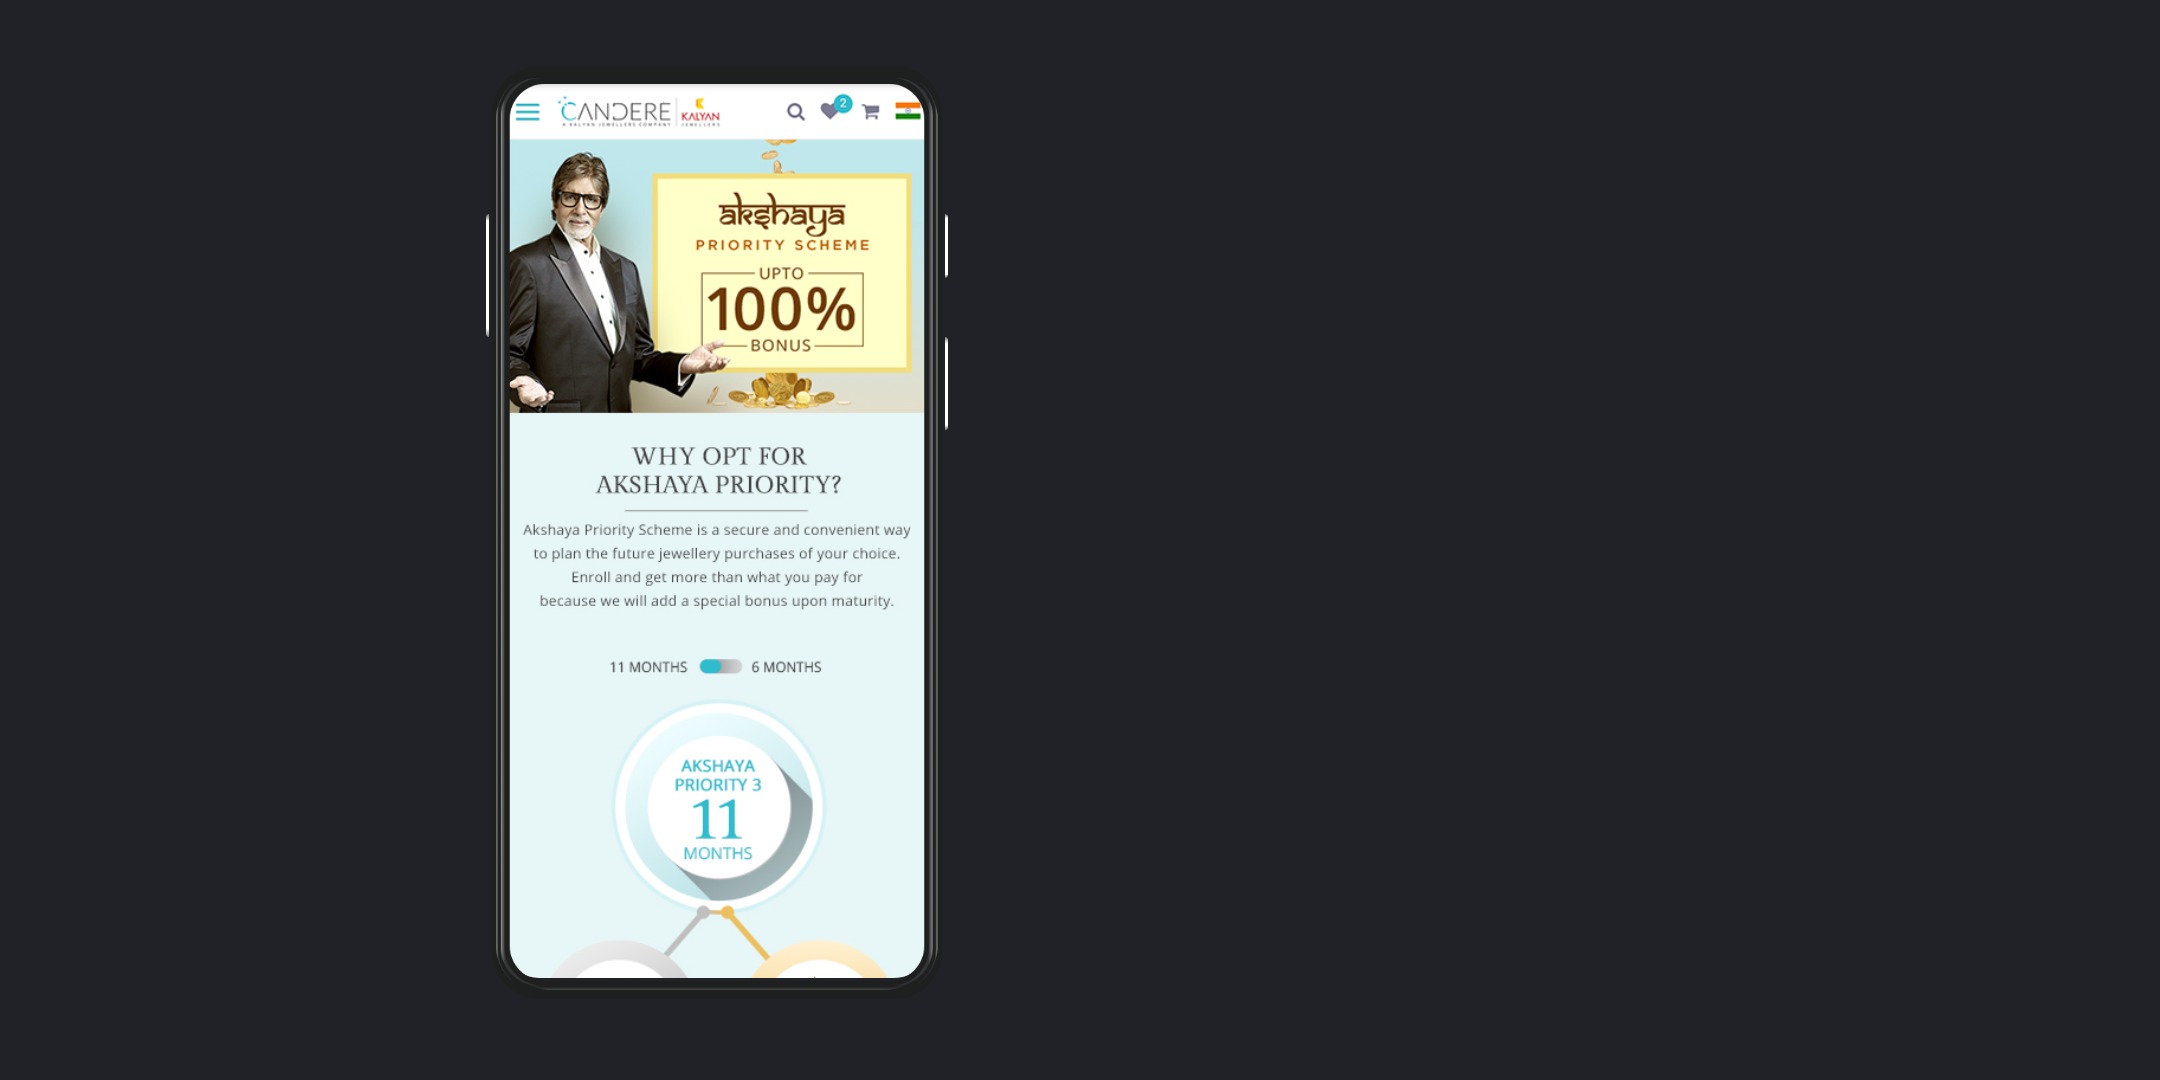 CANDERE
A KALYAN JEWELLERS COMPANY
KALYAN
JEWELLERS
2
akshaya
PRIORITY SCHEME
UPTO
100%
BONUS
WHY OPT FOR
AKSHAYA PRIORITY?
Akshaya Priority Scheme is a secure and convenient way
to plan the future jewellery purchases of your choice.
Enroll and get more than what you pay for
because we will add a special bonus upon maturity.
11 MONTHS 6 MONTHS
AKSHAYA
PRIORITY 3
11
MONTHS